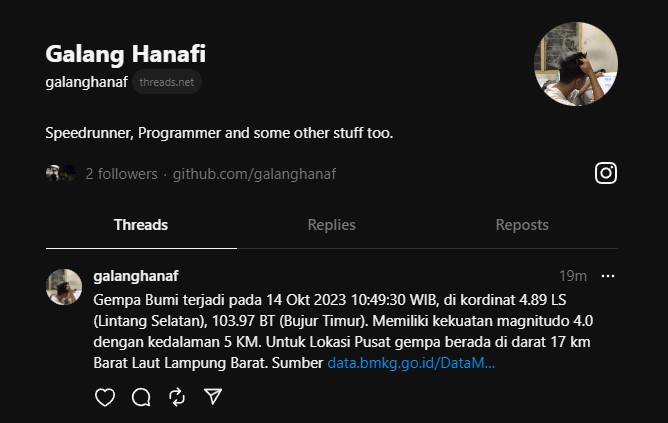 Galang Hanafi
galanghanaf threads.net
Speedrunner, Programmer and some other stuff too.
2 followers · github.com/galanghanaf
Threads Replies Reposts
galanghanaf 19m
Gempa Bumi terjadi pada 14 Okt 2023 10:49:30 WIB, di kordinat 4.89 LS
(Lintang Selatan), 103.97 BT (Bujur Timur). Memiliki kekuatan magnitudo 4.0
dengan kedalaman 5 KM. Untuk Lokasi Pusat gempa berada di darat 17 km
Barat Laut Lampung Barat. Sumber data.bmkg.go.id/DataM...